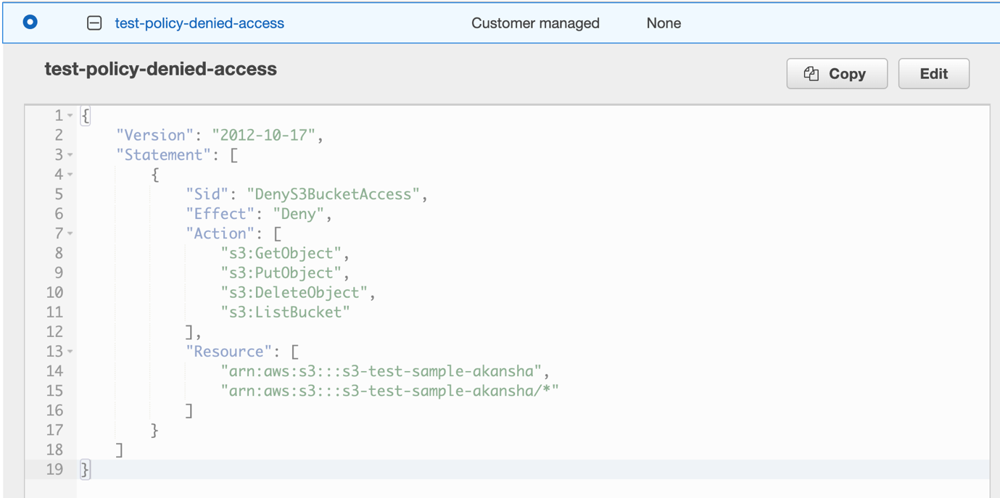 test-policy-denied-access Customer managed None
test-policy-denied-access Copy Edit
1 {
2 "Version": "2012-10-17",
3 "Statement": [
4 {
5 "Sid": "DenyS3BucketAccess",
6 "Effect": "Deny",
7 "Action": [
8 "s3:GetObject",
9 "s3:PutObject",
10 "s3:DeleteObject",
11 "s3:ListBucket"
12 ],
13 "Resource": [
14 "arn:aws:s3:::s3-test-sample-akansha",
15 "arn:aws:s3:::s3-test-sample-akansha/*"
16 ]
17 }
18 ]
19 }